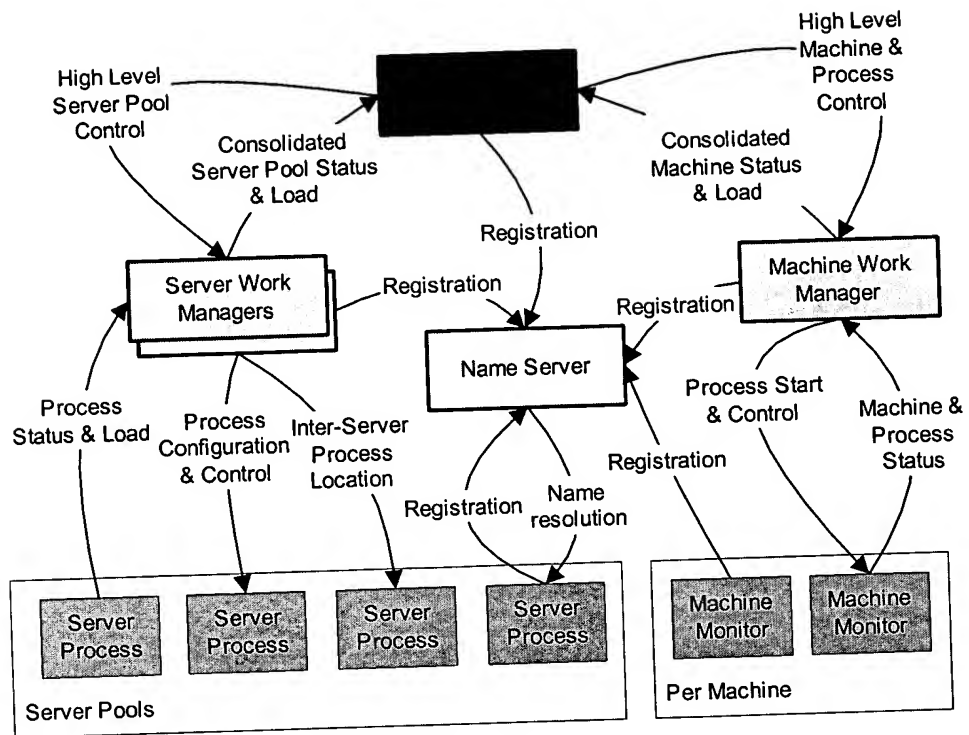 High Level
Server Pool
Control
High Level
Machine &
Process
Control
Consolidated
Server Pool Status
& Load
Consolidated
Machine Status
& Load
Registration
Server Work
Managers
Registration
Machine Work
Manager
Registration
Name Server
Process
Status & Load
Process
Configuration
& Control
Inter-Server
Process
Location
Process Start
& Control
Machine &
Process
Status
Registration
Name
resolution
Registration
Server
Process
Server
Process
Server
Process
Server
Process
Machine
Monitor
Machine
Monitor
Server Pools
Per Machine